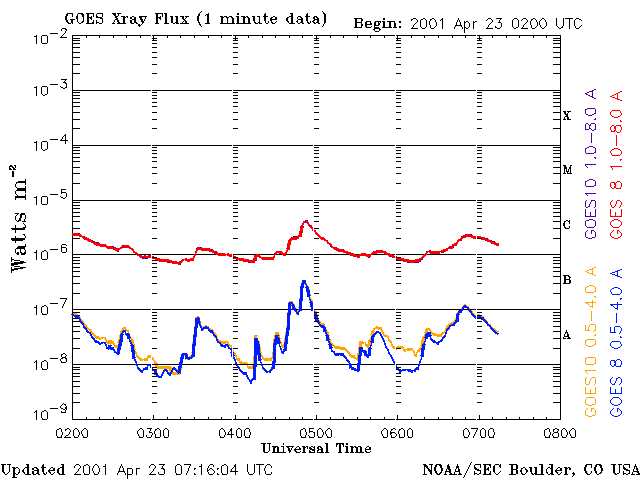 GOES Xray Flux (1 minute data)
Begin: 2001 Apr 23 0200 UTC
10−2
10−3
10−4
10−5
10−6
10−7
10−8
10−9
Watts m−2
X
M
C
B
A
GOES10 1.0−8.0 A
GOES 8 1.0−8.0 A
GOES10 0.5−4.0 A
GOES 8 0.5−4.0 A
0200 0300 0400 0500 0600 0700 0800
Universal Time
Updated 2001 Apr 23 07:16:04 UTC
NOAA/SEC Boulder, CO USA